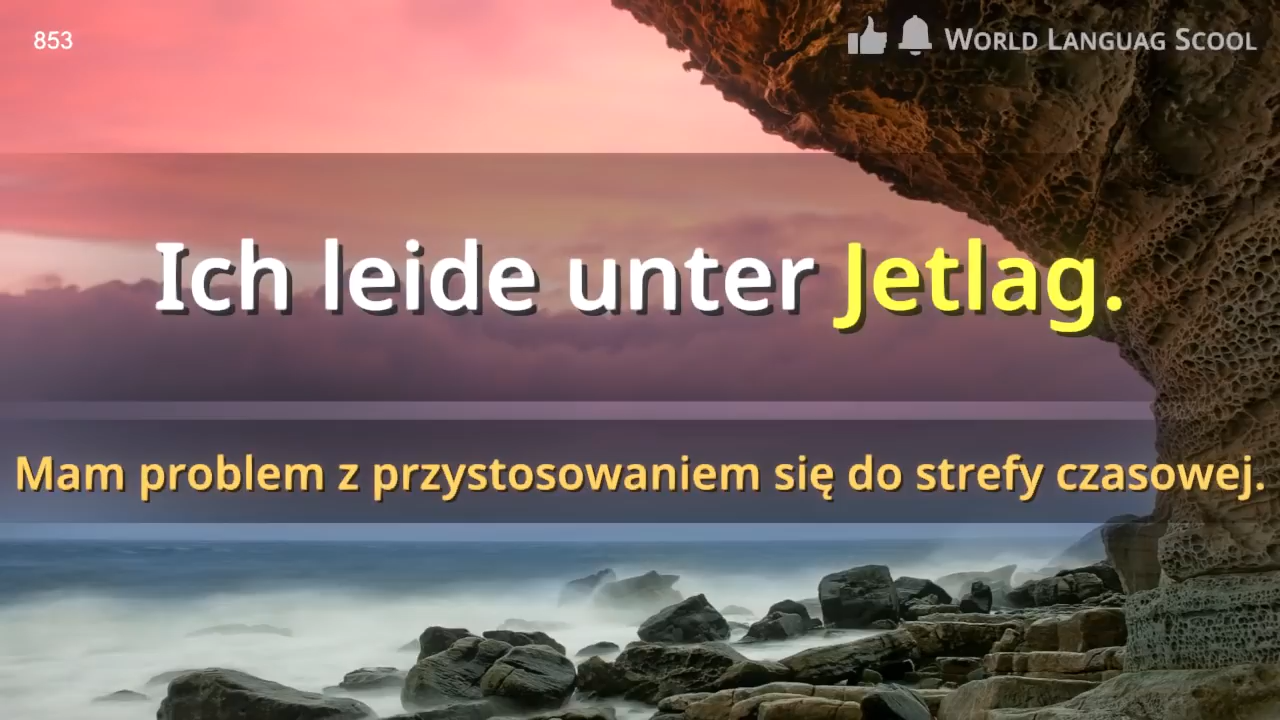 853
World Languag Scool
Ich leide unter Jetlag.
Mam problem z przystosowaniem się do strefy czasowej.